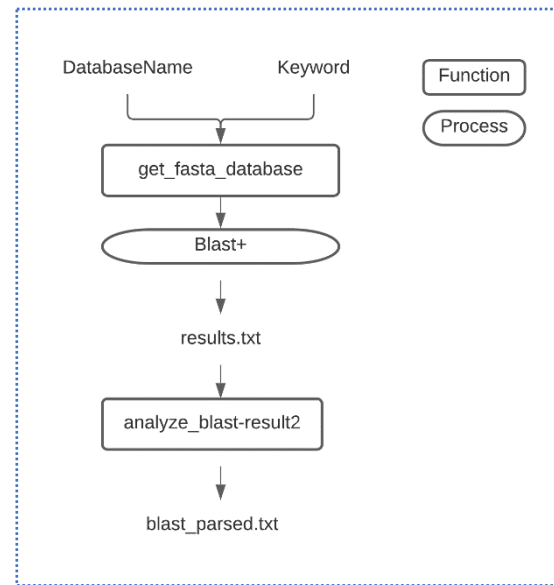 DatabaseName
Keyword
Function
Process
get_fasta_database
Blast+
results.txt
analyze_blast-result2
blast_parsed.txt